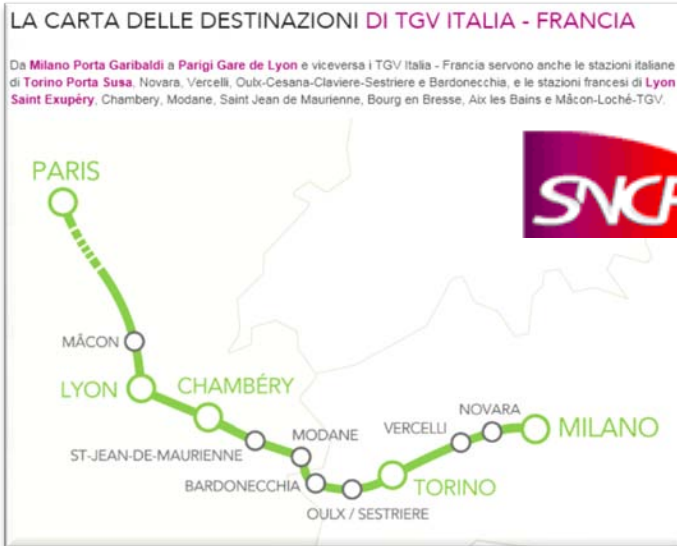 LA CARTA DELLE DESTINAZIONI DI TGV ITALIA - FRANCIA
Da Milano Porta Garibaldi a Parigi Gare de Lyon e viceversa i TGV Italia - Francia servono anche le stazioni italiane
di Torino Porta Susa, Novara, Vercelli, Oulx-Cesana-Claviere-Sestriere e Bardonecchia, e le stazioni francesi di Lyon
Saint Exupéry, Chambery, Modane, Saint Jean de Maurienne, Bourg en Bresse, Aix les Bains e Mâcon-Loché-TGV.
PARIS
SNCF
MÂCON
LYON
CHAMBÉRY
ST-JEAN-DE-MAURIENNE
MODANE
BARDONECCHIA
OULX / SESTRIERE
TORINO
VERCELLI
NOVARA
MILANO